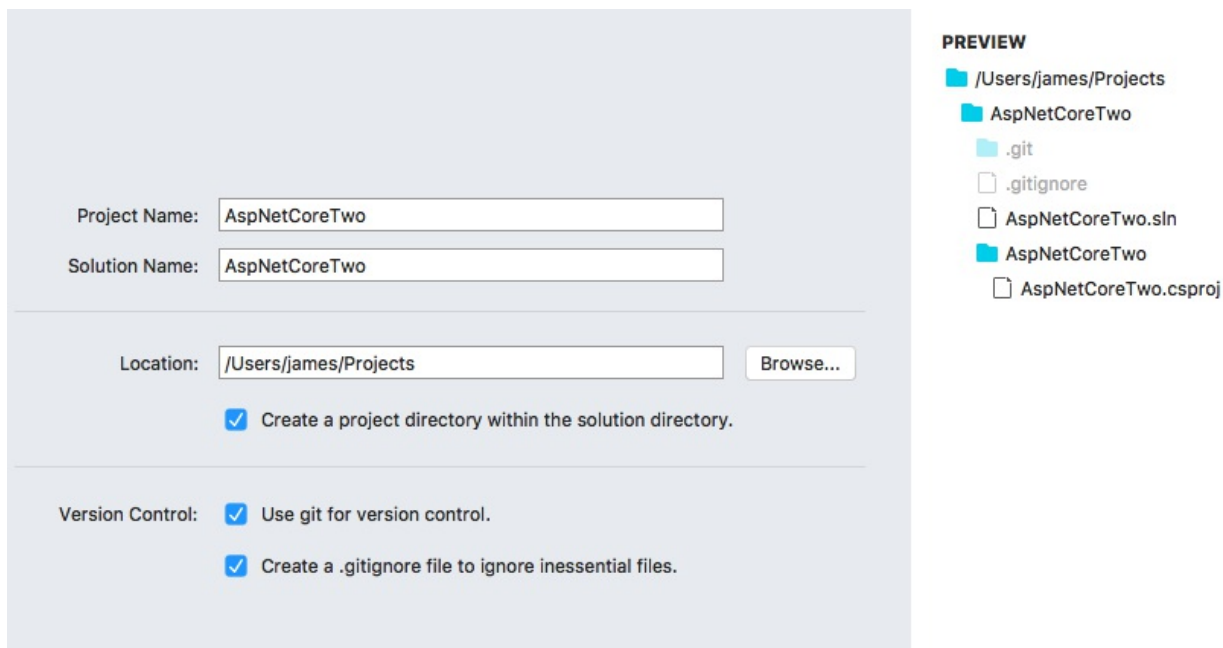 PREVIEW
/Users/james/Projects
AspNetCoreTwo
.git
.gitignore
AspNetCoreTwo.sln
AspNetCoreTwo
AspNetCoreTwo.csproj
Project Name: AspNetCoreTwo
Solution Name: AspNetCoreTwo
Location: /Users/james/Projects Browse...
Create a project directory within the solution directory.
Version Control: Use git for version control.
Create a .gitignore file to ignore inessential files.